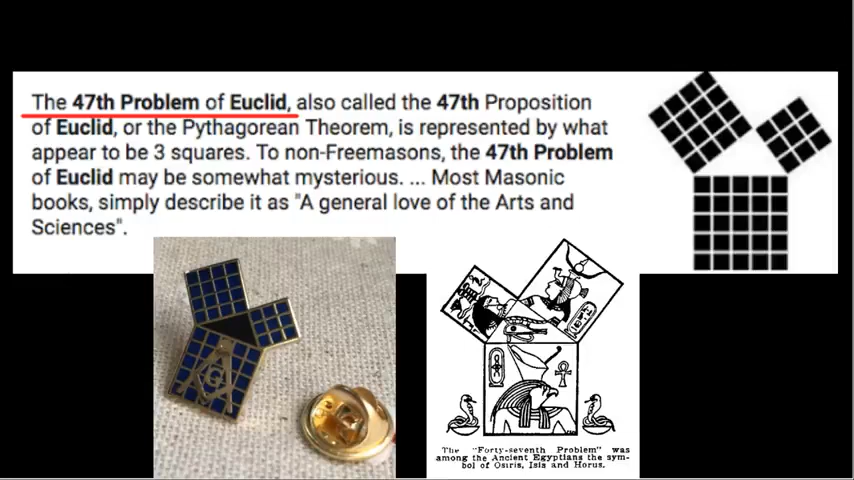 The 47th Problem of Euclid, also called the 47th Proposition
of Euclid, or the Pythagorean Theorem, is represented by what
appear to be 3 squares. To non-Freemasons, the 47th Problem
of Euclid may be somewhat mysterious. ... Most Masonic
books, simply describe it as "A general love of the Arts and
Sciences".
G
The "Forty-seventh Problem" was
among the Ancient Egyptians the sym-
bol of Osiris, Isis and Horus.